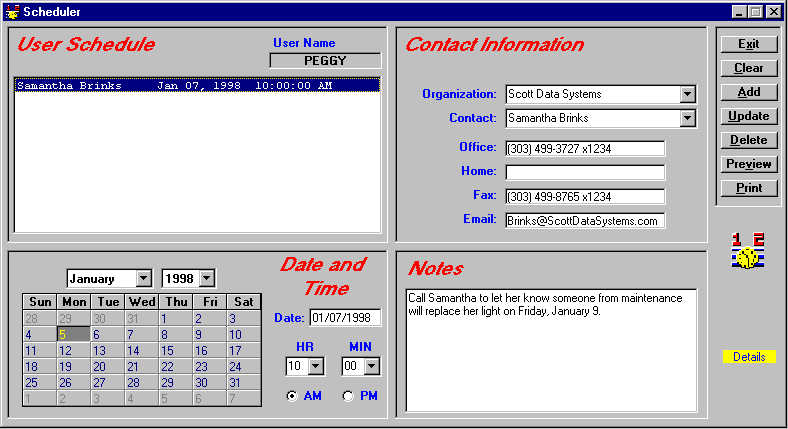 Scheduler
User Schedule
User Name
PEGGY
Samantha Brinks Jan 07, 1998 10:00:00 AM
Contact Information
Organization: Scott Data Systems
Contact: Samantha Brinks
Office: (303) 499-3727 x1234
Home:
Fax: (303) 499-8765 x1234
Email: Brinks@ScottDataSystems.com
Exit
Clear
Add
Update
Delete
Preview
Print
January 1998
Sun Mon Tue Wed Thu Fri Sat
28 29 30 31 1 2 3
4 5 6 7 8 9 10
11 12 13 14 15 16 17
18 19 20 21 22 23 24
25 26 27 28 29 30 31
1 2 3 4 5 6 7
Date and
Time
Date: 01/07/1998
HR MIN
10 00
AM PM
Notes
Call Samantha to let her know someone from maintenance
will replace her light on Friday, January 9.
1 2
Details